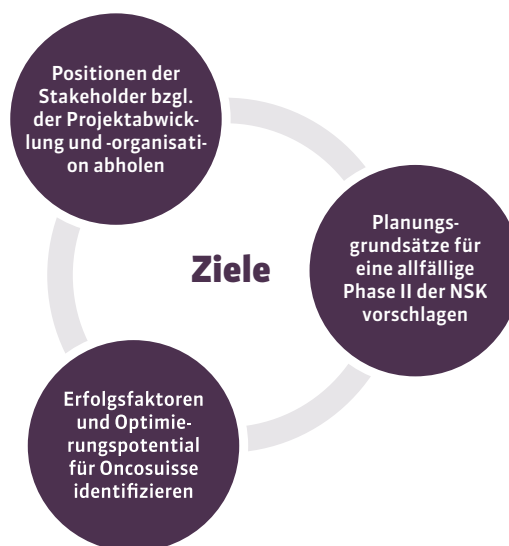 Positionen der
Stakeholder bzgl.
der Projektabwick-
lung und -organisati-
on abholen
Ziele
Planungs-
grundsätze für
eine allfällige
Phase II der NSK
vorschlagen
Erfolgsfaktoren
und Optimie-
rungspotential
für Oncosuisse
identifizieren